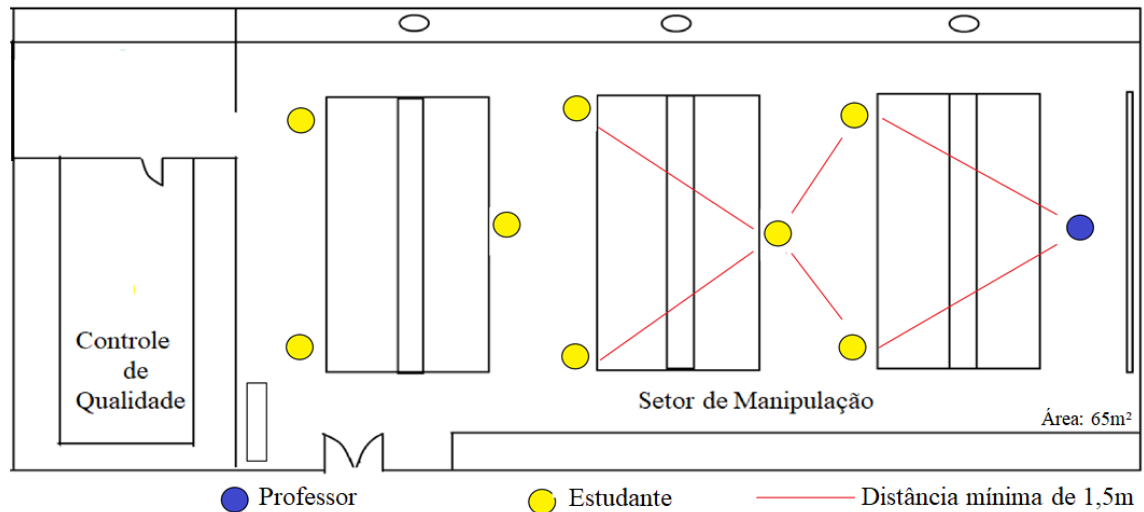 Controle
de
Qualidade
Setor de Manipulação
Área: 65m²
Professor
Estudante
Distância mínima de 1,5m